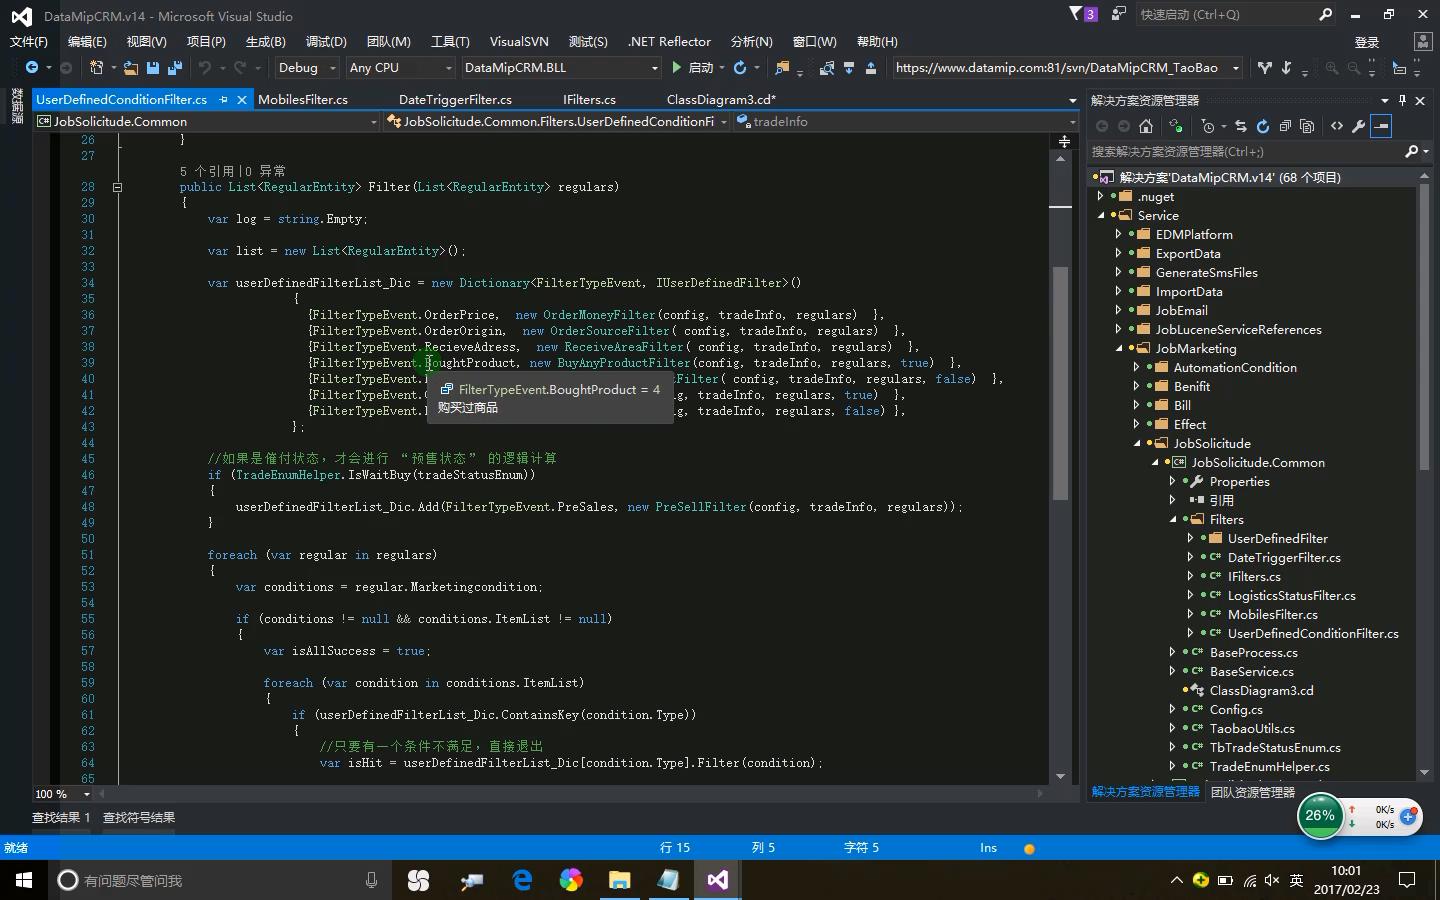 DataMipCRM.v14 - Microsoft Visual Studio
3
快速启动 (Ctrl+Q)
文件(F) 编辑(E) 视图(V) 项目(P) 生成(B) 调试(D) 团队(M) 工具(T) VisualSVN 测试(S) .NET Reflector 分析(N) 窗口(W) 帮助(H)
登录
Debug Any CPU DataMipCRM.BLL 启动 https://www.datamip.com:81/svn/DataMipCRM_TaoBao
数据源
UserDefinedConditionFilter.cs MobilesFilter.cs DateTriggerFilter.cs IFilters.cs ClassDiagram3.cd*
JobSolicitude.Common JobSolicitude.Common.Filters.UserDefinedConditionFi tradeInfo
26 }
27
5 个引用|0 异常
28 public List<RegularEntity> Filter(List<RegularEntity> regulars)
29 {
30 var log = string.Empty;
31
32 var list = new List<RegularEntity>();
33
34 var userDefinedFilterList_Dic = new Dictionary<FilterTypeEvent, IUserDefinedFilter>()
35 {
36 {FilterTypeEvent.OrderPrice, new OrderMoneyFilter(config, tradeInfo, regulars) },
37 {FilterTypeEvent.OrderOrigin, new OrderSourceFilter( config, tradeInfo, regulars) },
38 {FilterTypeEvent.RecieveAdress, new ReceiveAreaFilter( config, tradeInfo, regulars) },
39 {FilterTypeEvent.BoughtProduct, new BuyAnyProductFilter(config, tradeInfo, regulars, true) },
40 {FilterTypeEvent. tFilter( config, tradeInfo, regulars, false) },
41 {FilterTypeEvent. g, tradeInfo, regulars, true) },
42 {FilterTypeEvent. g, tradeInfo, regulars, false) },
FilterTypeEvent.BoughtProduct = 4
购买过商品
43 };
44
45 //如果是催付状态，才会进行 “预售状态” 的逻辑计算
46 if (TradeEnumHelper.IsWaitBuy(tradeStatusEnum))
47 {
48 userDefinedFilterList_Dic.Add(FilterTypeEvent.PreSales, new PreSellFilter(config, tradeInfo, regulars));
49 }
50
51 foreach (var regular in regulars)
52 {
53 var conditions = regular.Marketingcondition;
54
55 if (conditions != null && conditions.ItemList != null)
56 {
57 var isAllSuccess = true;
58
59 foreach (var condition in conditions.ItemList)
60 {
61 if (userDefinedFilterList_Dic.ContainsKey(condition.Type))
62 {
63 //只要有一个条件不满足，直接退出
64 var isHit = userDefinedFilterList_Dic[condition.Type].Filter(condition);
65
100 %
查找结果 1 查找符号结果
解决方案资源管理器
搜索解决方案资源管理器(Ctrl+;)
解决方案'DataMipCRM.v14' (68 个项目)
.nuget
Service
EDMPlatform
ExportData
GenerateSmsFiles
ImportData
JobEmail
JobLuceneServiceReferences
JobMarketing
AutomationCondition
Benifit
Bill
Effect
JobSolicitude
JobSolicitude.Common
Properties
引用
Filters
UserDefinedFilter
DateTriggerFilter.cs
IFilters.cs
LogisticsStatusFilter.cs
MobilesFilter.cs
UserDefinedConditionFilter.cs
BaseProcess.cs
BaseService.cs
ClassDiagram3.cd
Config.cs
TaobaoUtils.cs
TbTradeStatusEnum.cs
TradeEnumHelper.cs
解决方案资源管理器 团队资源管理器
26%
0K/s
0K/s
就绪 行 15 列 5 字符 5 Ins
有问题尽管问我
英
10:01
2017/02/23